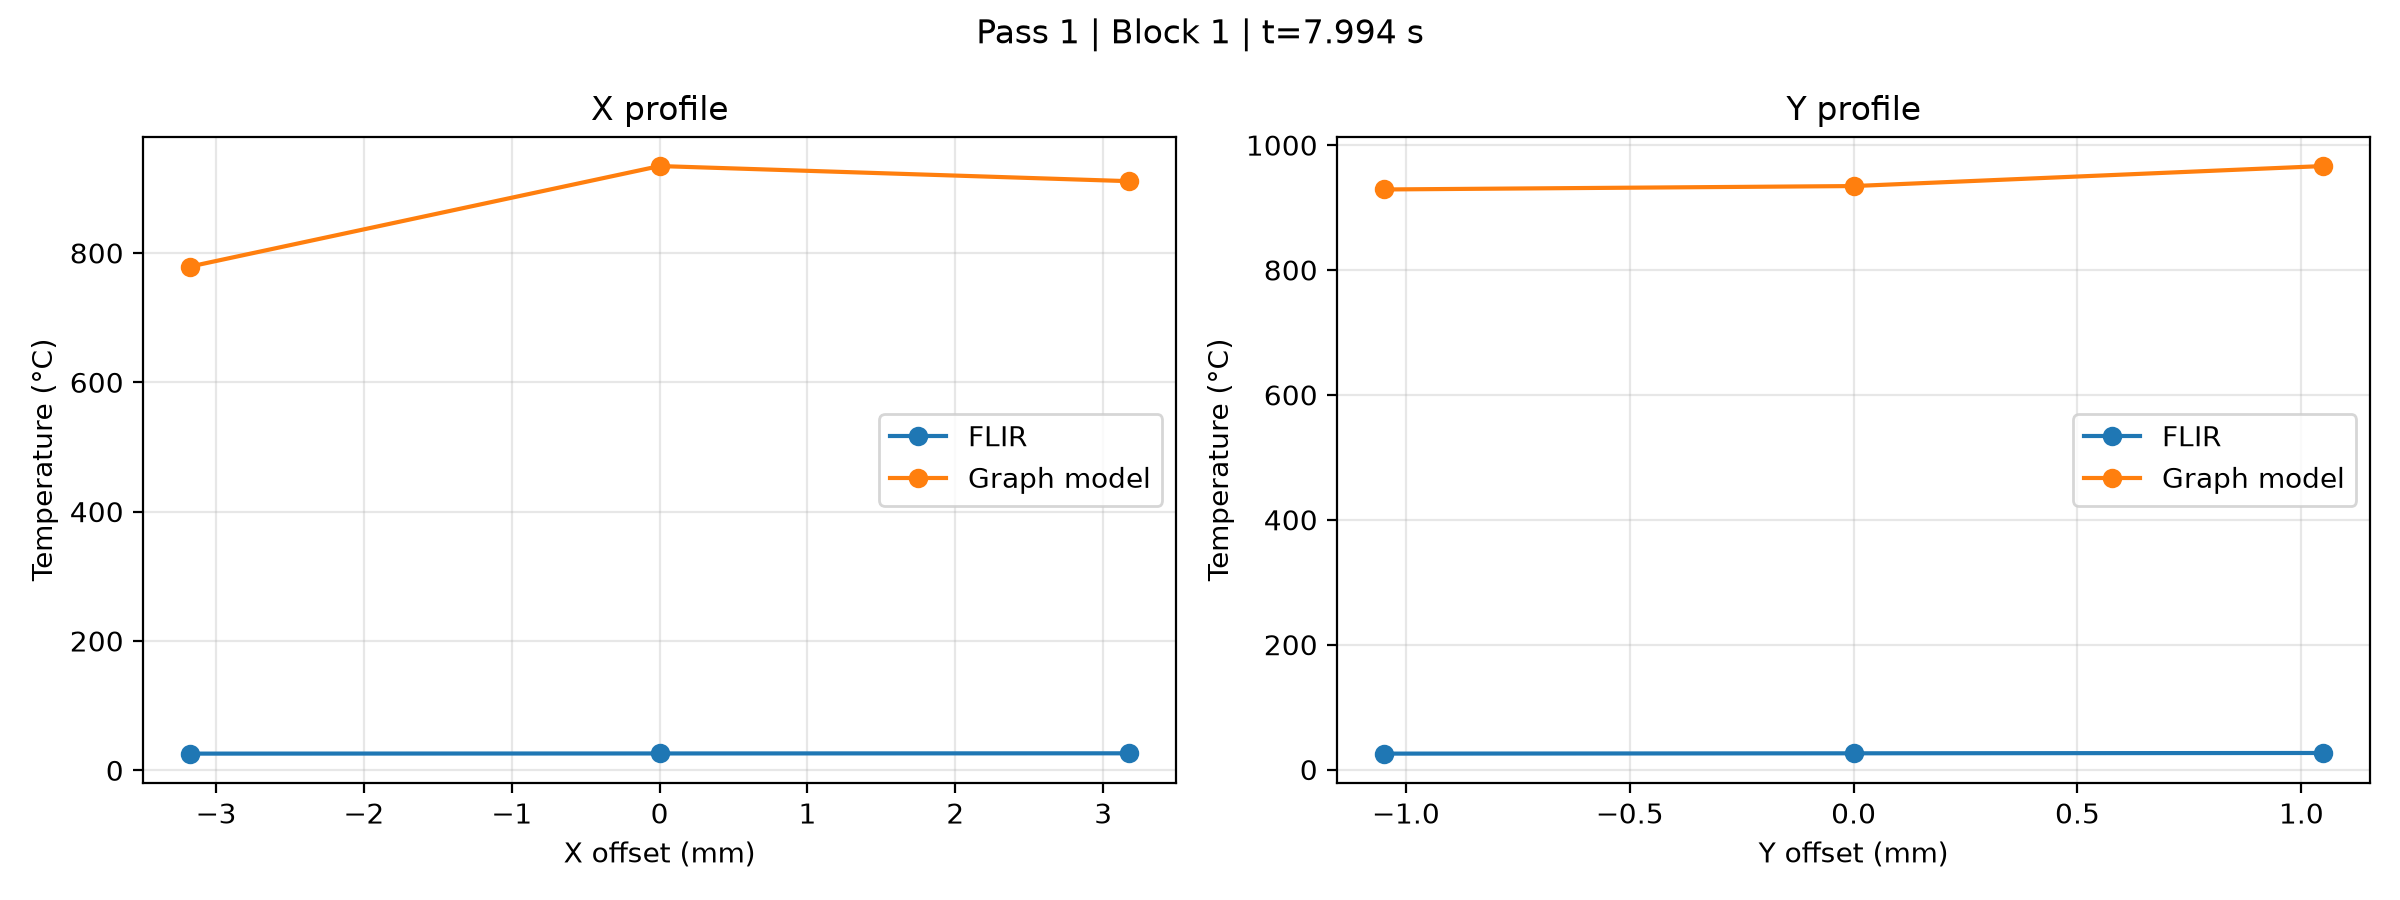 Pass 1 | Block 1 | t=7.994 s
X profile
Temperature (°C)
800
600
400
200
0
−3
−2
−1
0
1
2
3
X offset (mm)
FLIR
Graph model
Y profile
Temperature (°C)
1000
800
600
400
200
0
−1.0
−0.5
0.0
0.5
1.0
Y offset (mm)
FLIR
Graph model